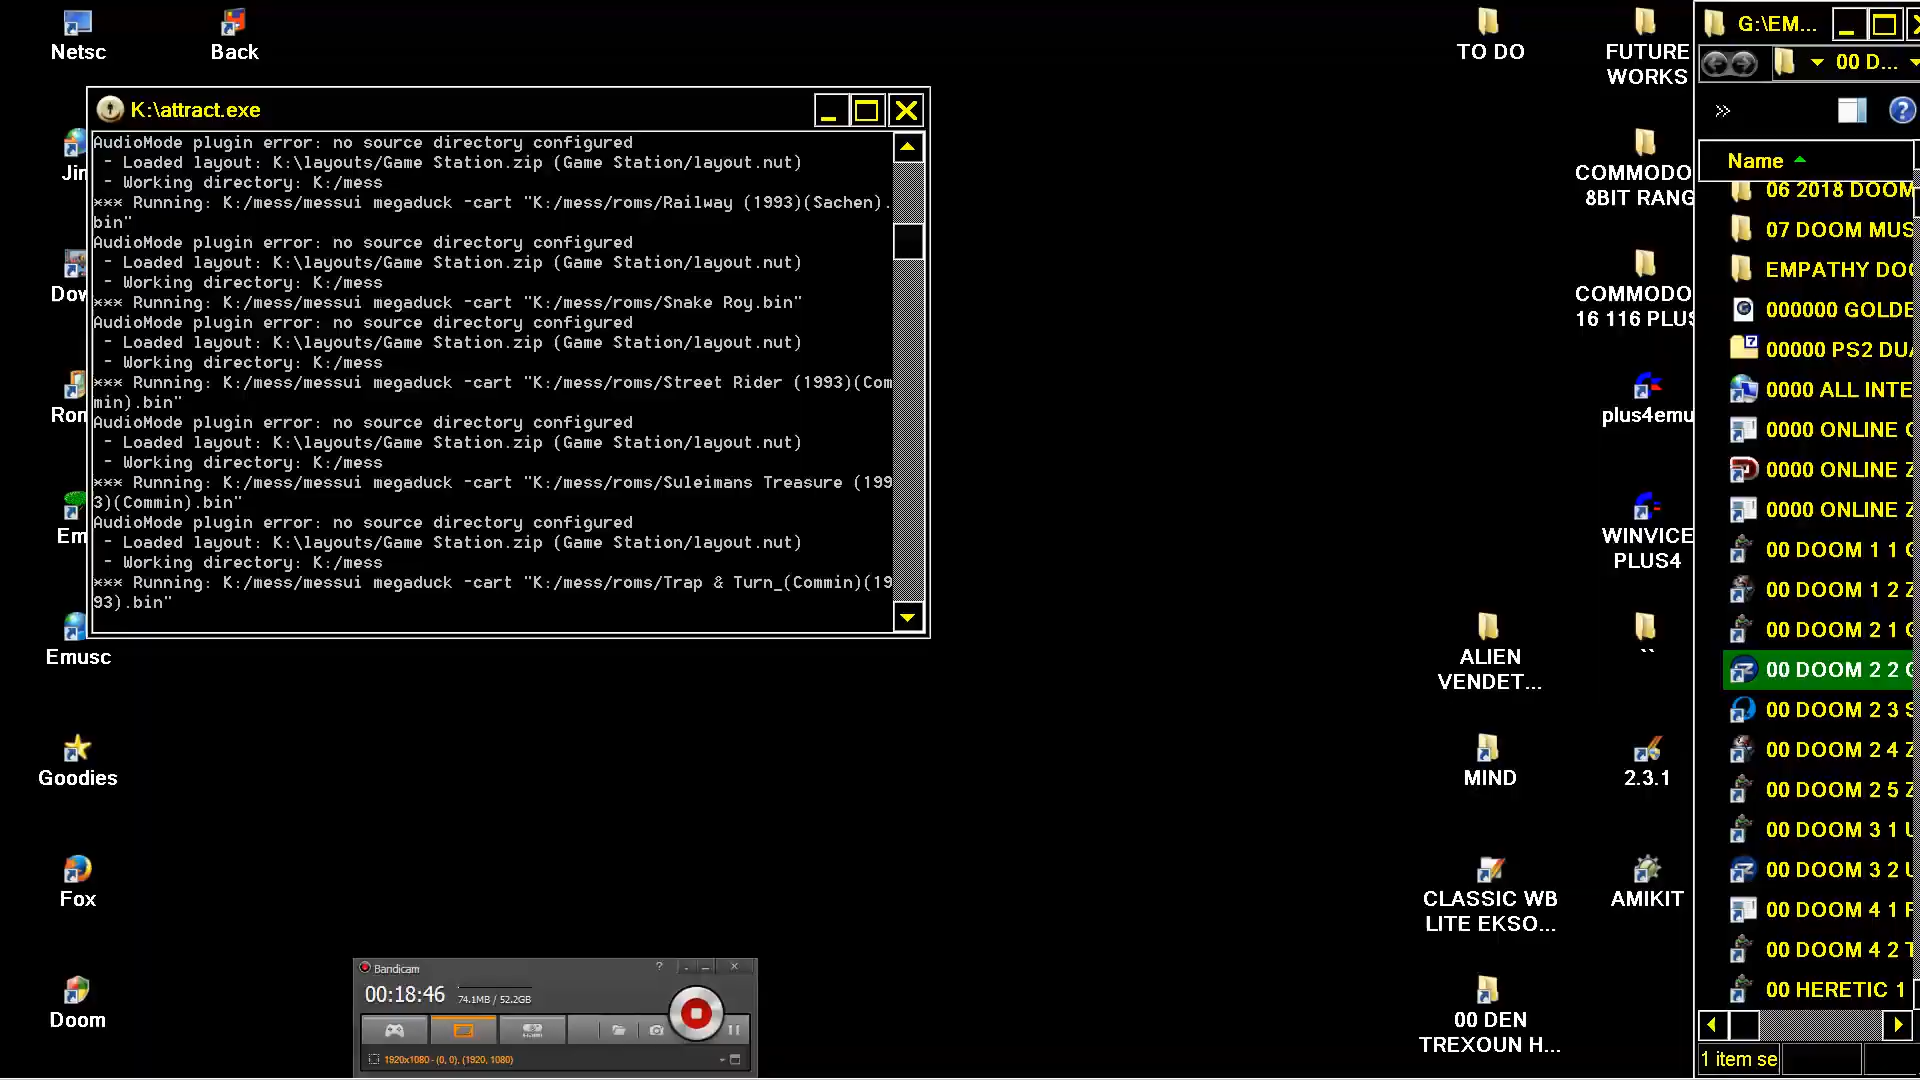 Netsc
Back
Jin
Dov
Ron
Em
Emusc
Goodies
Fox
Doom
K:\attract.exe
AudioMode plugin error: no source directory configured
- Loaded layout: K:\layouts/Game Station.zip (Game Station/layout.nut)
- Working directory: K:/mess
*** Running: K:/mess/messui megaduck -cart "K:/mess/roms/Railway (1993)(Sachen).
bin"
AudioMode plugin error: no source directory configured
- Loaded layout: K:\layouts/Game Station.zip (Game Station/layout.nut)
- Working directory: K:/mess
*** Running: K:/mess/messui megaduck -cart "K:/mess/roms/Snake Roy.bin"
AudioMode plugin error: no source directory configured
- Loaded layout: K:\layouts/Game Station.zip (Game Station/layout.nut)
- Working directory: K:/mess
*** Running: K:/mess/messui megaduck -cart "K:/mess/roms/Street Rider (1993)(Com
min).bin"
AudioMode plugin error: no source directory configured
- Loaded layout: K:\layouts/Game Station.zip (Game Station/layout.nut)
- Working directory: K:/mess
*** Running: K:/mess/messui megaduck -cart "K:/mess/roms/Suleimans Treasure (199
3)(Commin).bin"
AudioMode plugin error: no source directory configured
- Loaded layout: K:\layouts/Game Station.zip (Game Station/layout.nut)
- Working directory: K:/mess
*** Running: K:/mess/messui megaduck -cart "K:/mess/roms/Trap & Turn_(Commin)(19
93).bin"
Bandicam
00:18:46
74.1MB / 52.2GB
1920x1080 - (0, 0), (1920, 1080)
TO DO
FUTURE
WORKS
COMMODO
8BIT RANG
COMMODO
16 116 PLUS
plus4emu
WINVICE
PLUS4
ALIEN
VENDET...
``
MIND
2.3.1
CLASSIC WB
LITE EKSO...
AMIKIT
00 DEN
TREXOUN H...
G:\EM...
00 D...
»
Name
06 2018 DOOM
07 DOOM MUS
EMPATHY DOO
000000 GOLDE
00000 PS2 DUA
0000 ALL INTE
0000 ONLINE
0000 ONLINE Z
0000 ONLINE Z
00 DOOM 1 1 G
00 DOOM 1 2 Z
00 DOOM 2 1 G
00 DOOM 2 2 G
00 DOOM 2 3 S
00 DOOM 2 4 Z
00 DOOM 2 5 Z
00 DOOM 3 1 U
00 DOOM 3 2 U
00 DOOM 4 1 F
00 DOOM 4 2 T
00 HERETIC 1
1 item se